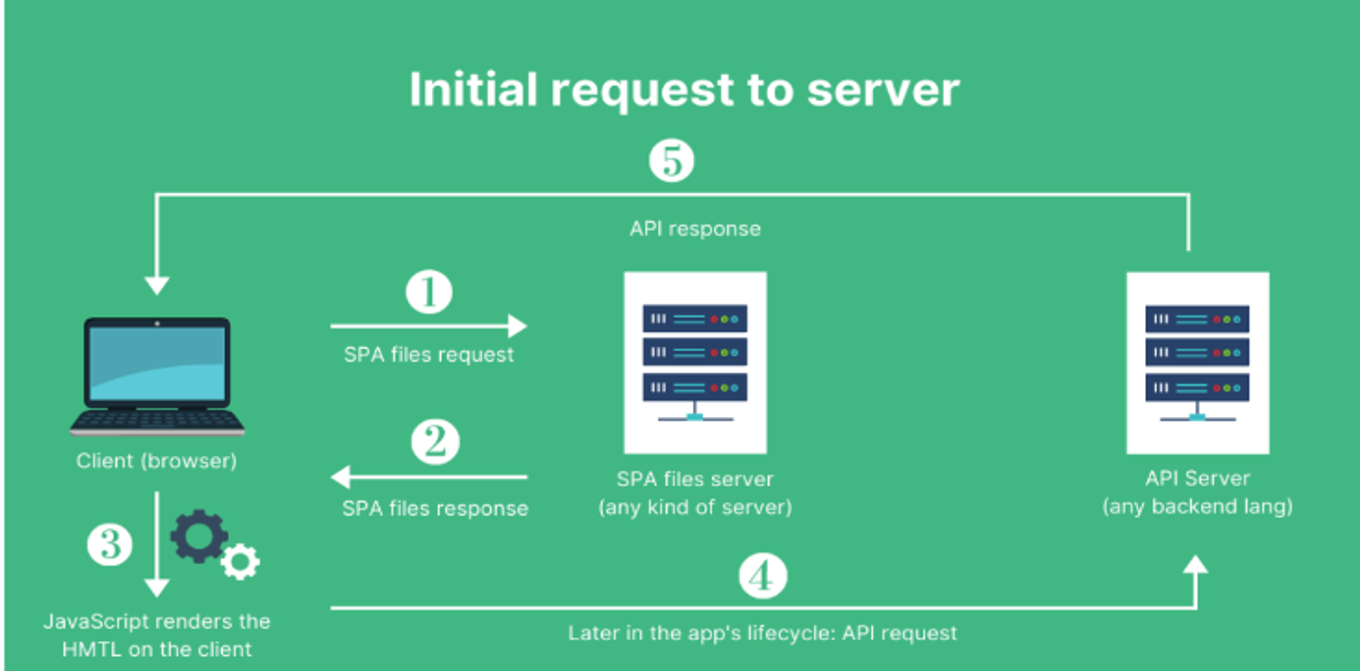 Initial request to server
5
API response
1
SPA files request
2
SPA files response
Client (browser)
SPA files server
(any kind of server)
API Server
(any backend lang)
3
JavaScript renders the
HMTL on the client
4
Later in the app's lifecycle: API request